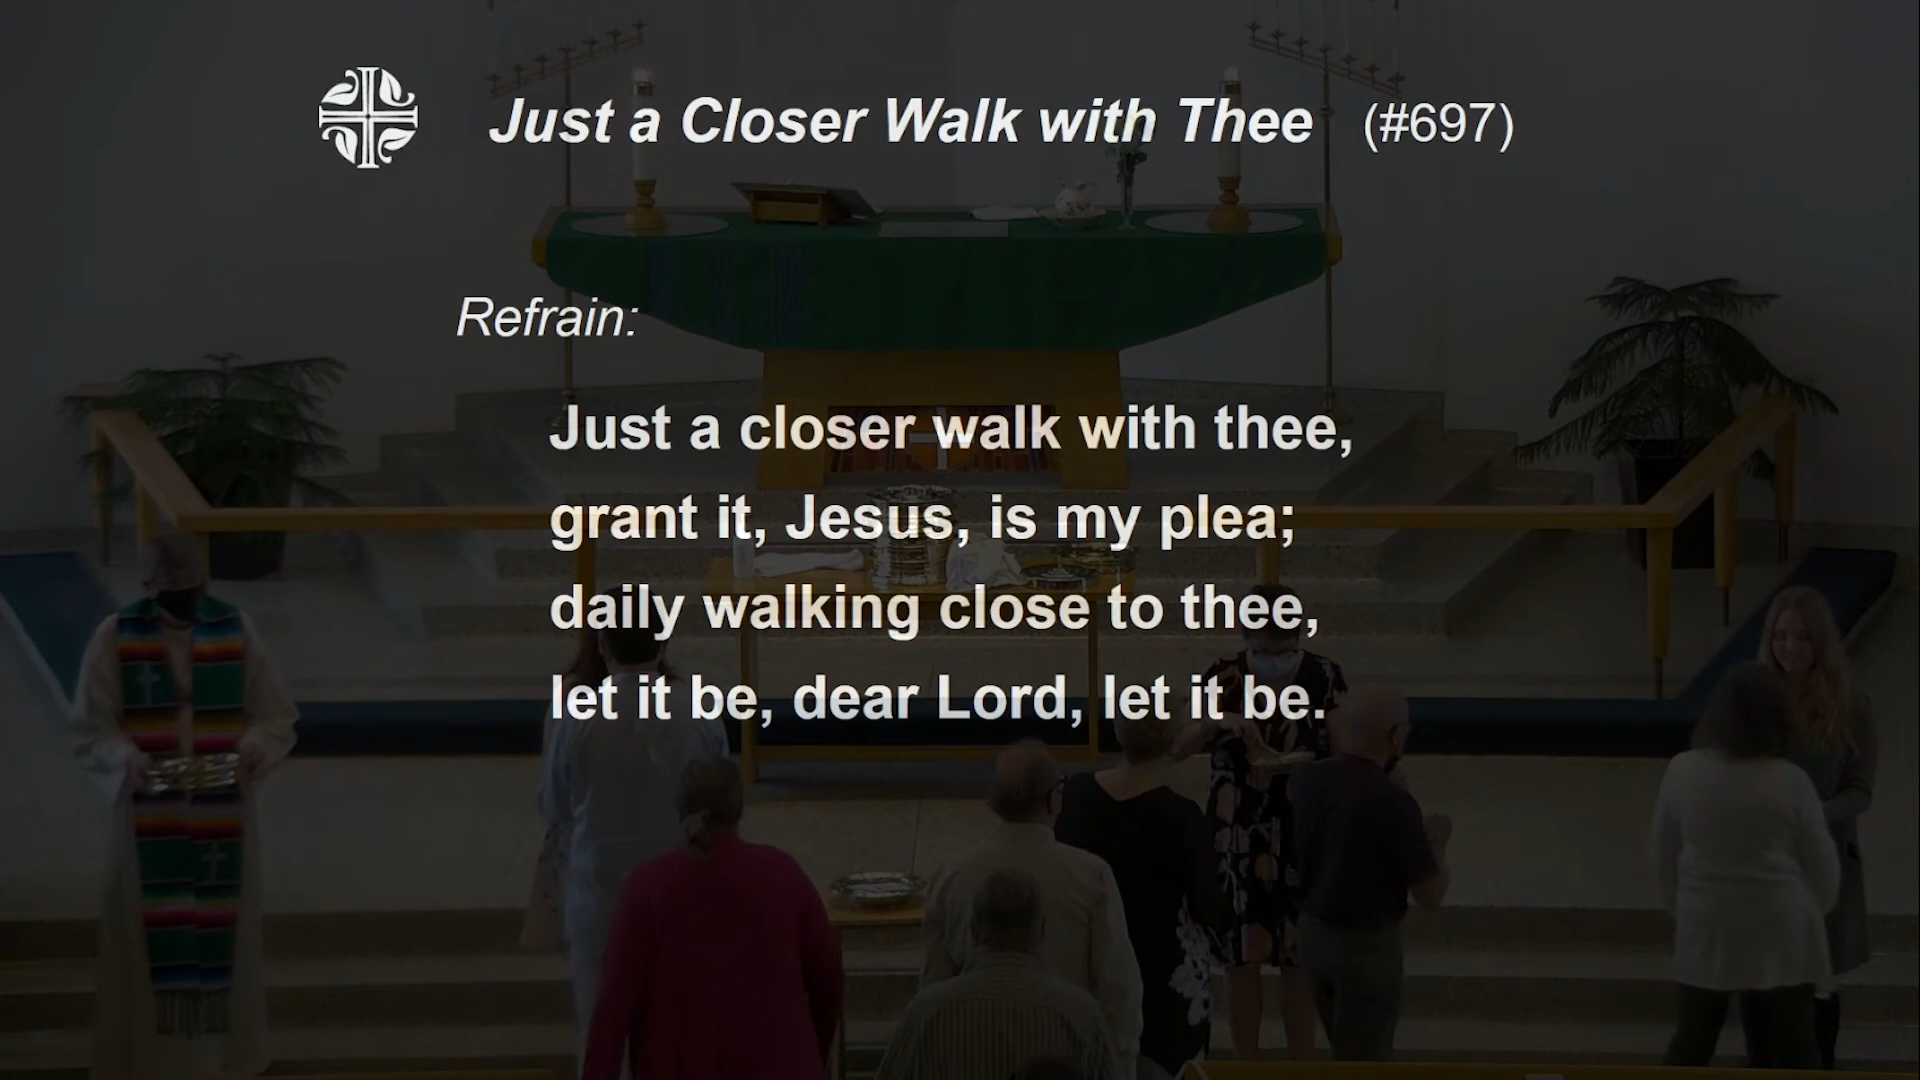 Just a Closer Walk with Thee (#697)
Refrain:
Just a closer walk with thee,
grant it, Jesus, is my plea;
daily walking close to thee,
let it be, dear Lord, let it be.